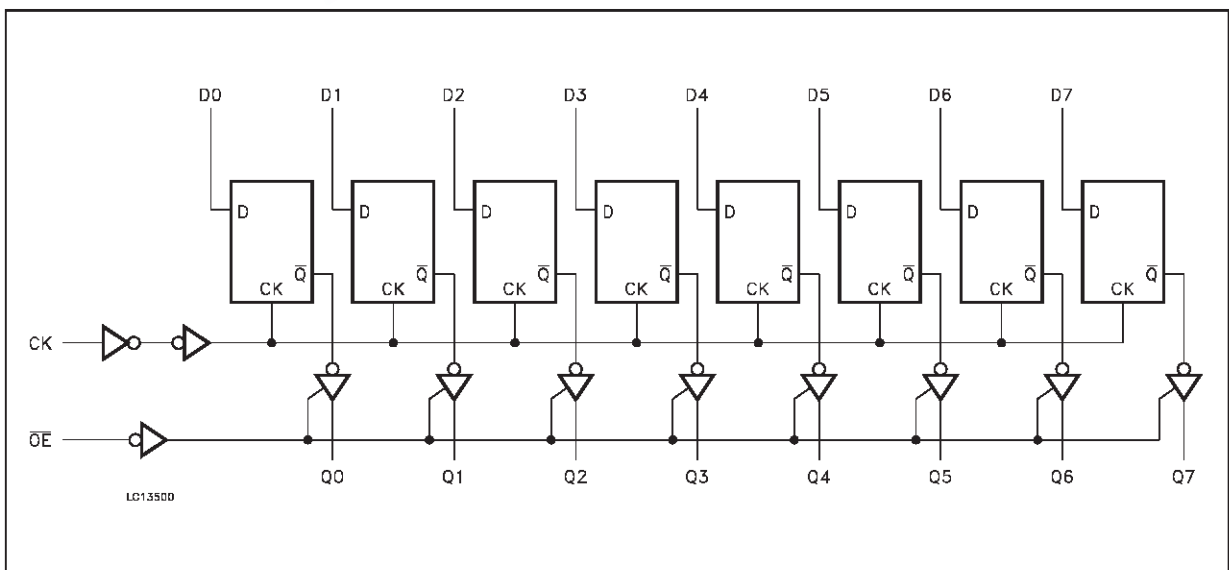 D0 D1 D2 D3 D4 D5 D6 D7
D D D D D D D D
Q̅ Q̅ Q̅ Q̅ Q̅ Q̅ Q̅ Q̅
CK CK CK CK CK CK CK CK
CK
O̅E̅
Q0 Q1 Q2 Q3 Q4 Q5 Q6 Q7
LC13500